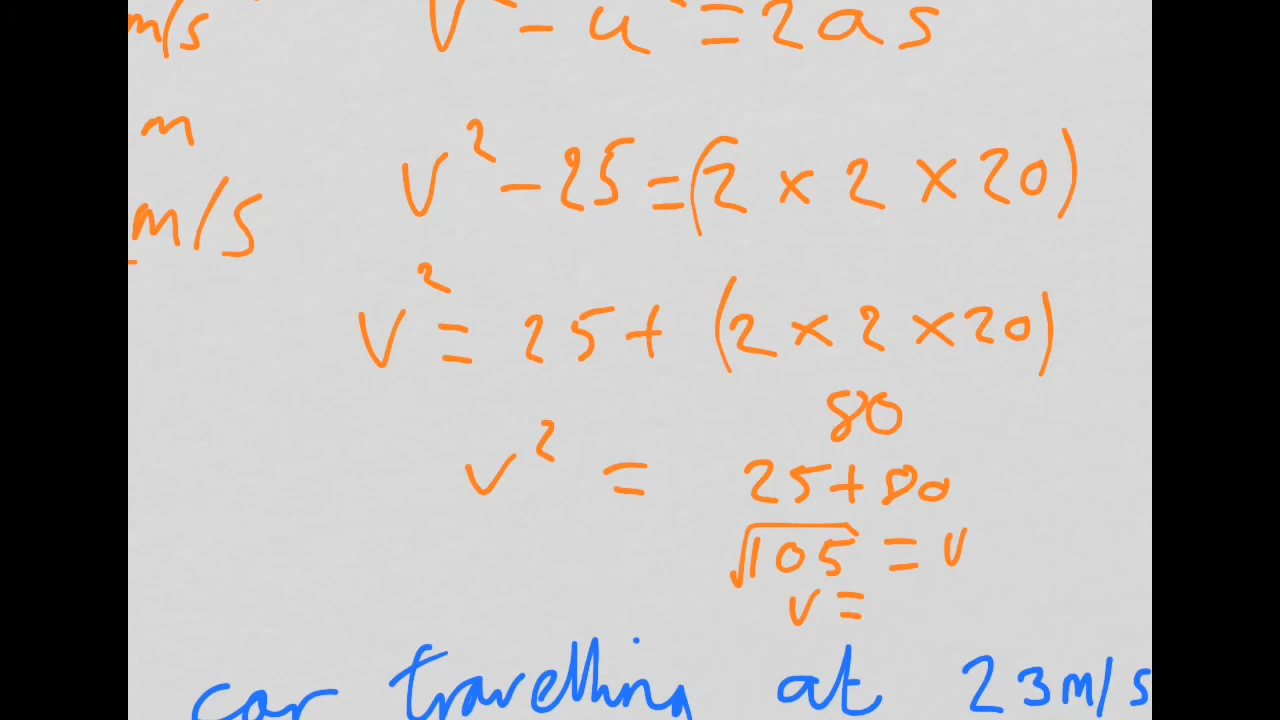 m/s v² - u² = 2as
m
v² - 25 = (2 × 2 × 20)
m/s
v² = 25 + (2 × 2 × 20)
80
v² = 25 + 80
√105 = v
v =
car travelling at 23m/s